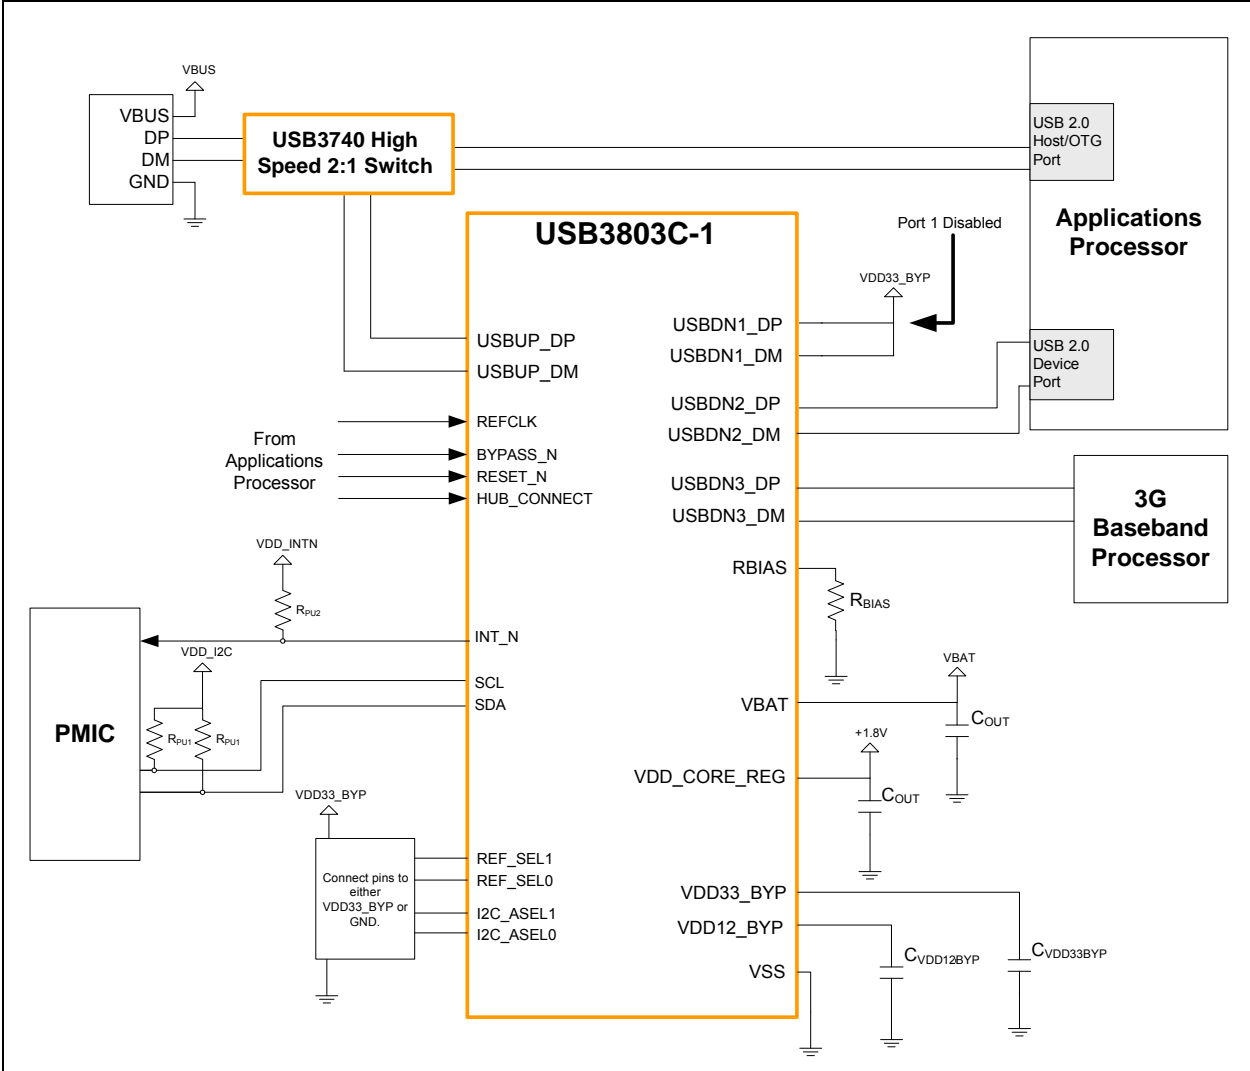 VBUS
VBUS
DP
DM
GND
USB3740 High
Speed 2:1 Switch
USB 2.0
Host/OTG
Port
Applications
Processor
USB 2.0
Device
Port
USB3803C-1
Port 1 Disabled
VDD33_BYP
USBDN1_DP
USBDN1_DM
USBUP_DP
USBUP_DM
USBDN2_DP
USBDN2_DM
REFCLK
BYPASS_N
RESET_N
HUB_CONNECT
From
Applications
Processor
USBDN3_DP
USBDN3_DM
3G
Baseband
Processor
RBIAS
RBIAS
VDD_INTN
RPU2
INT_N
VDD_I2C
SCL
SDA
PMIC
RPU1
RPU1
VBAT
VBAT
COUT
+1.8V
VDD_CORE_REG
COUT
VDD33_BYP
Connect pins to
either
VDD33_BYP or
GND.
REF_SEL1
REF_SEL0
I2C_ASEL1
I2C_ASEL0
VDD33_BYP
VDD12_BYP
VSS
CVDD12BYP
CVDD33BYP